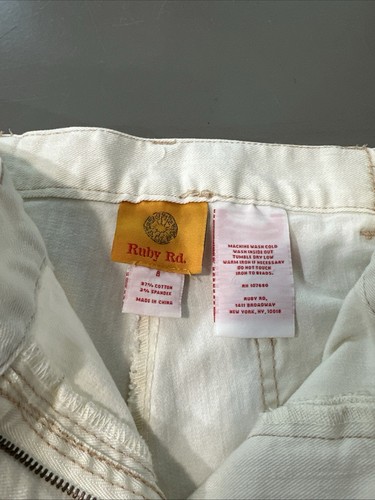 Ruby Rd.
8
97% COTTON
3% SPANDEX
MADE IN CHINA
MACHINE WASH COLD
WASH INSIDE OUT
TUMBLE DRY LOW
WARM IRON IF NECESSARY
DO NOT TOUCH
IRON TO BEADS.
RN 107686
RUBY RD.
1411 BROADWAY
NEW YORK, NY, 10018